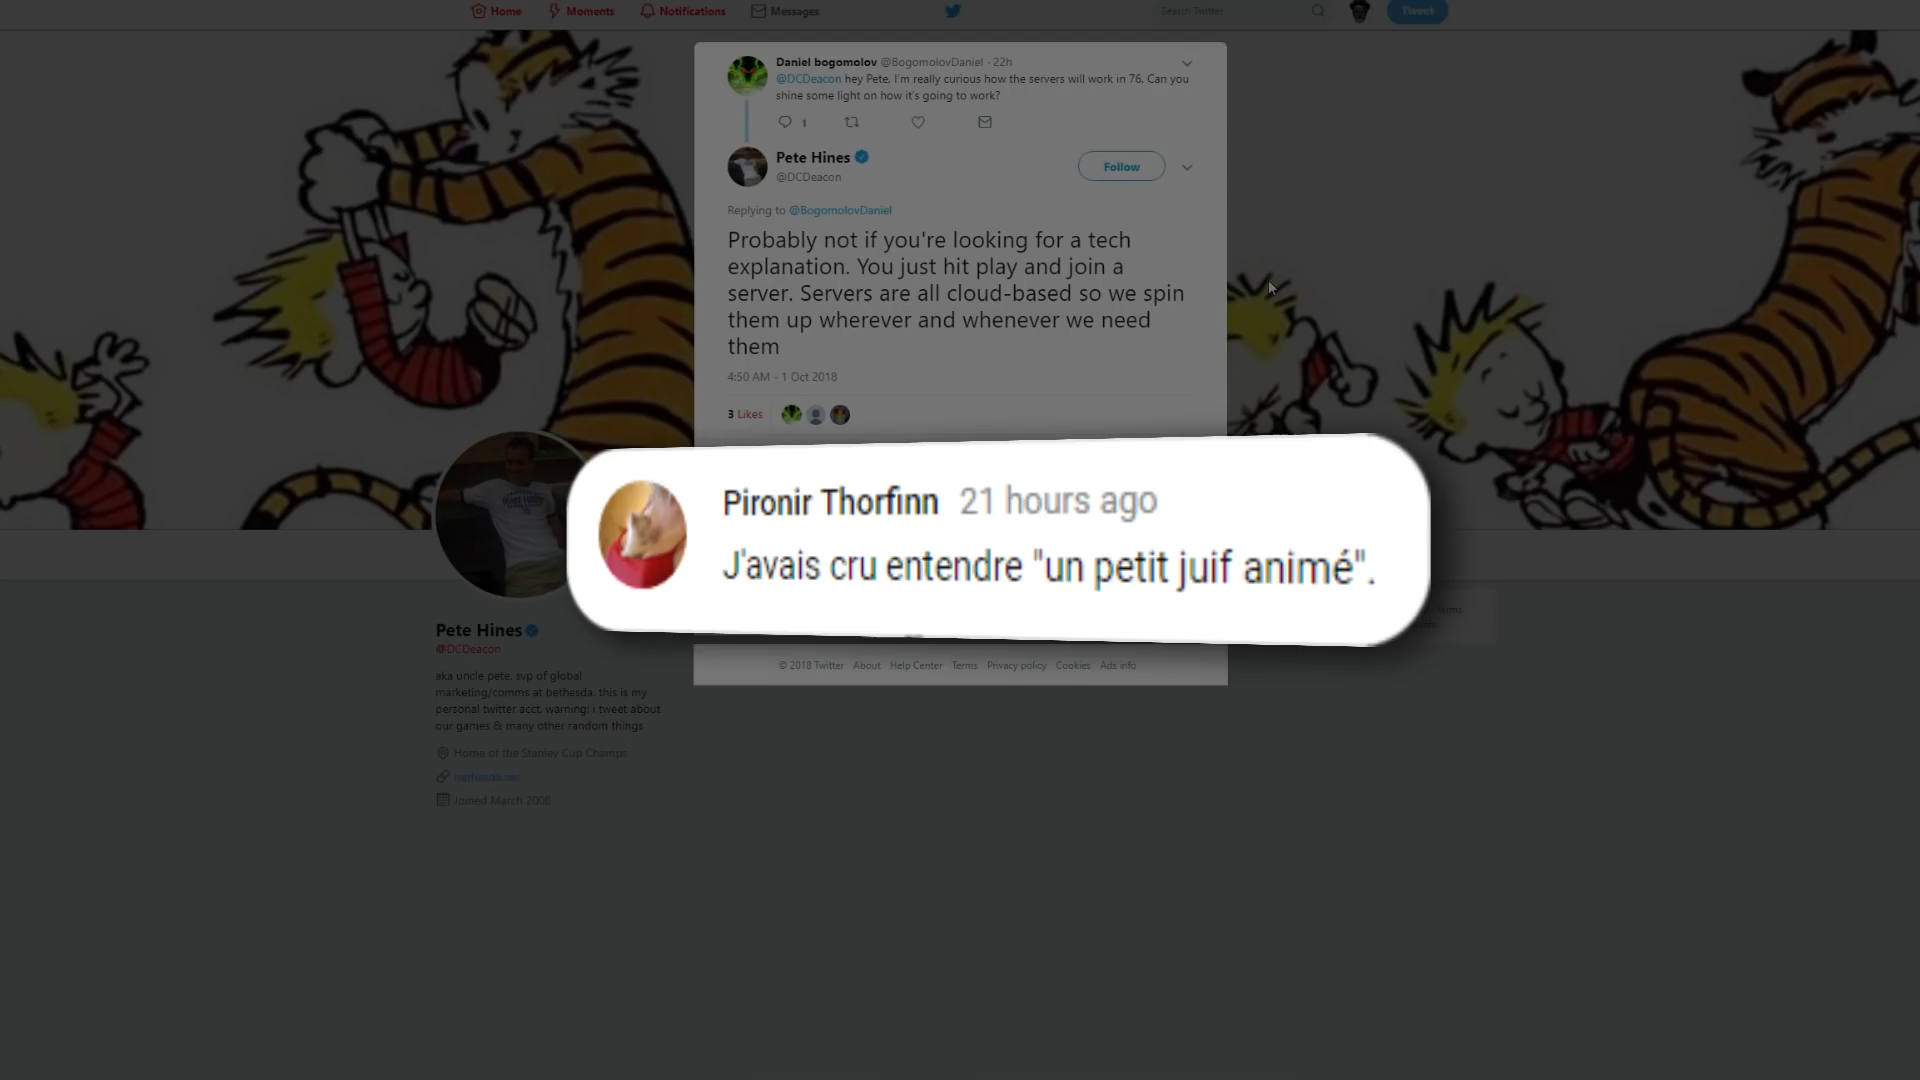 Home Moments Notifications Messages Search Twitter Tweet
Daniel bogomolov @BogomolovDaniel · 22h
@DCDeacon hey Pete, I'm really curious how the servers will work in 76. Can you
shine some light on how it's going to work?
1
Pete Hines
@DCDeacon
Follow
Replying to @BogomolovDaniel
Probably not if you're looking for a tech
explanation. You just hit play and join a
server. Servers are all cloud-based so we spin
them up wherever and whenever we need
them
4:50 AM - 1 Oct 2018
3 Likes
Pironir Thorfinn 21 hours ago
J'avais cru entendre "un petit juif animé".
© 2018 Twitter About Help Center Terms Privacy policy Cookies Ads info
Pete Hines
@DCDeacon
aka uncle pete. svp of global
marketing/comms at bethesda. this is my
personal twitter acct. warning: i tweet about
our games & many other random things
Home of the Stanley Cup Champs
bethesda.net
Joined March 2008